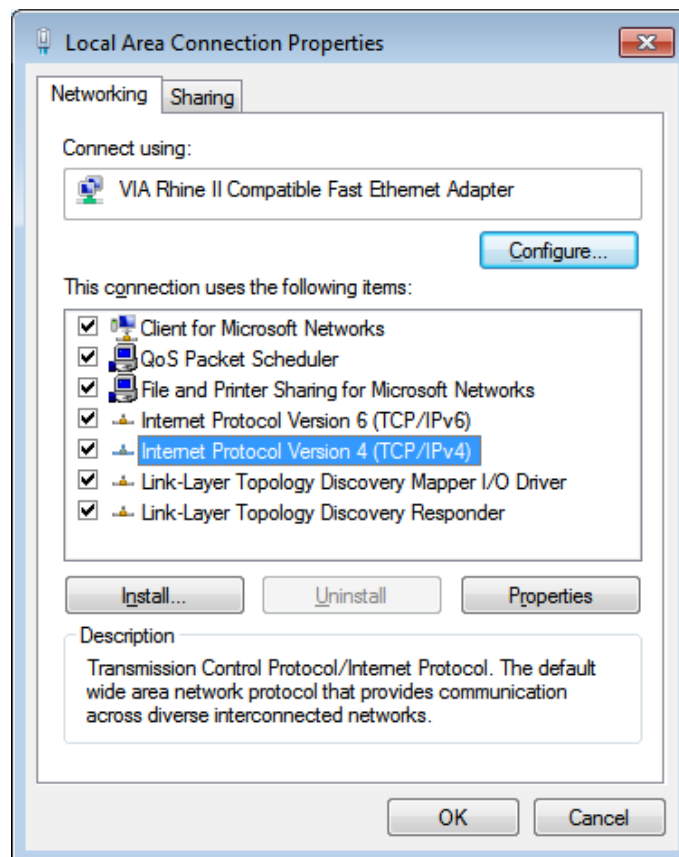 Local Area Connection Properties
Networking
Sharing
Connect using:
VIA Rhine II Compatible Fast Ethernet Adapter
Configure...
This connection uses the following items:
Client for Microsoft Networks
QoS Packet Scheduler
File and Printer Sharing for Microsoft Networks
Internet Protocol Version 6 (TCP/IPv6)
Internet Protocol Version 4 (TCP/IPv4)
Link-Layer Topology Discovery Mapper I/O Driver
Link-Layer Topology Discovery Responder
Install...
Uninstall
Properties
Description
Transmission Control Protocol/Internet Protocol. The default
wide area network protocol that provides communication
across diverse interconnected networks.
OK
Cancel